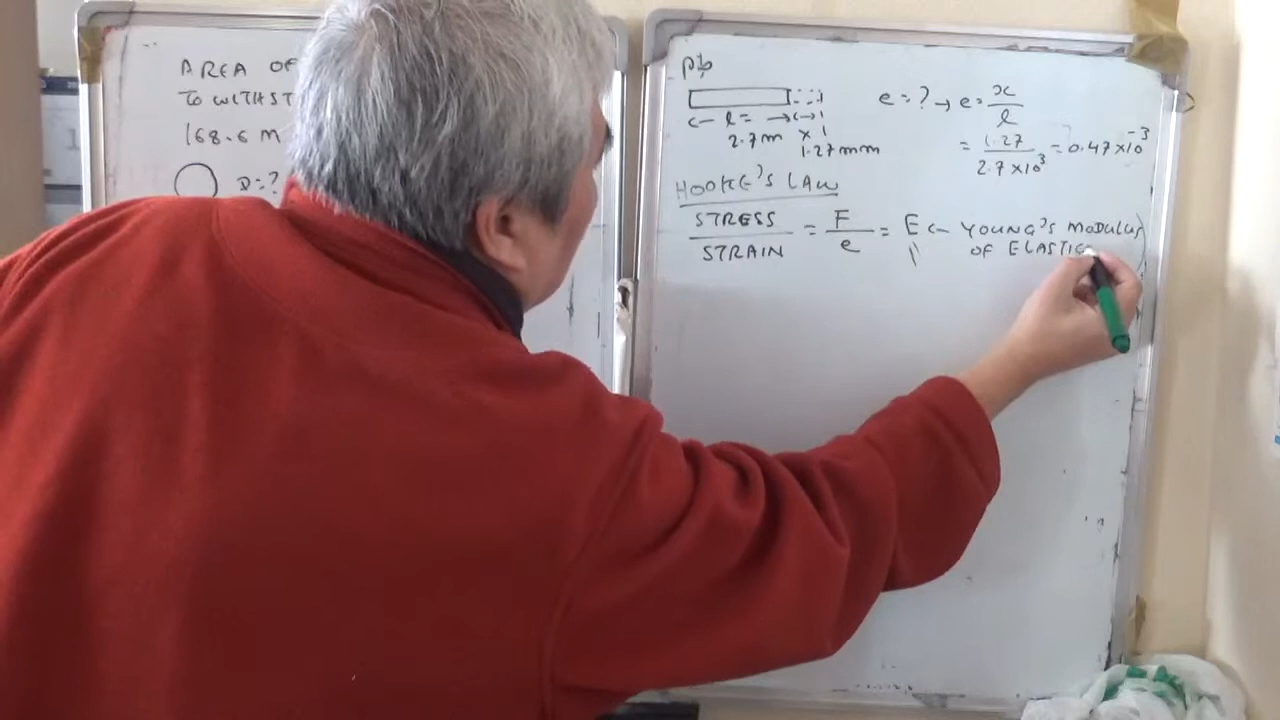 AREA OF
TO WITHST
168.6 M
D=?
Pb
← l = → ←→
2.7m x
1.27mm
e = ? → e = x/l
= 1.27/2.7×10³ = 0.47×10⁻³
HOOKE'S LAW
STRESS/STRAIN = F/e = E ← YOUNG'S MODULUS
OF ELASTIC